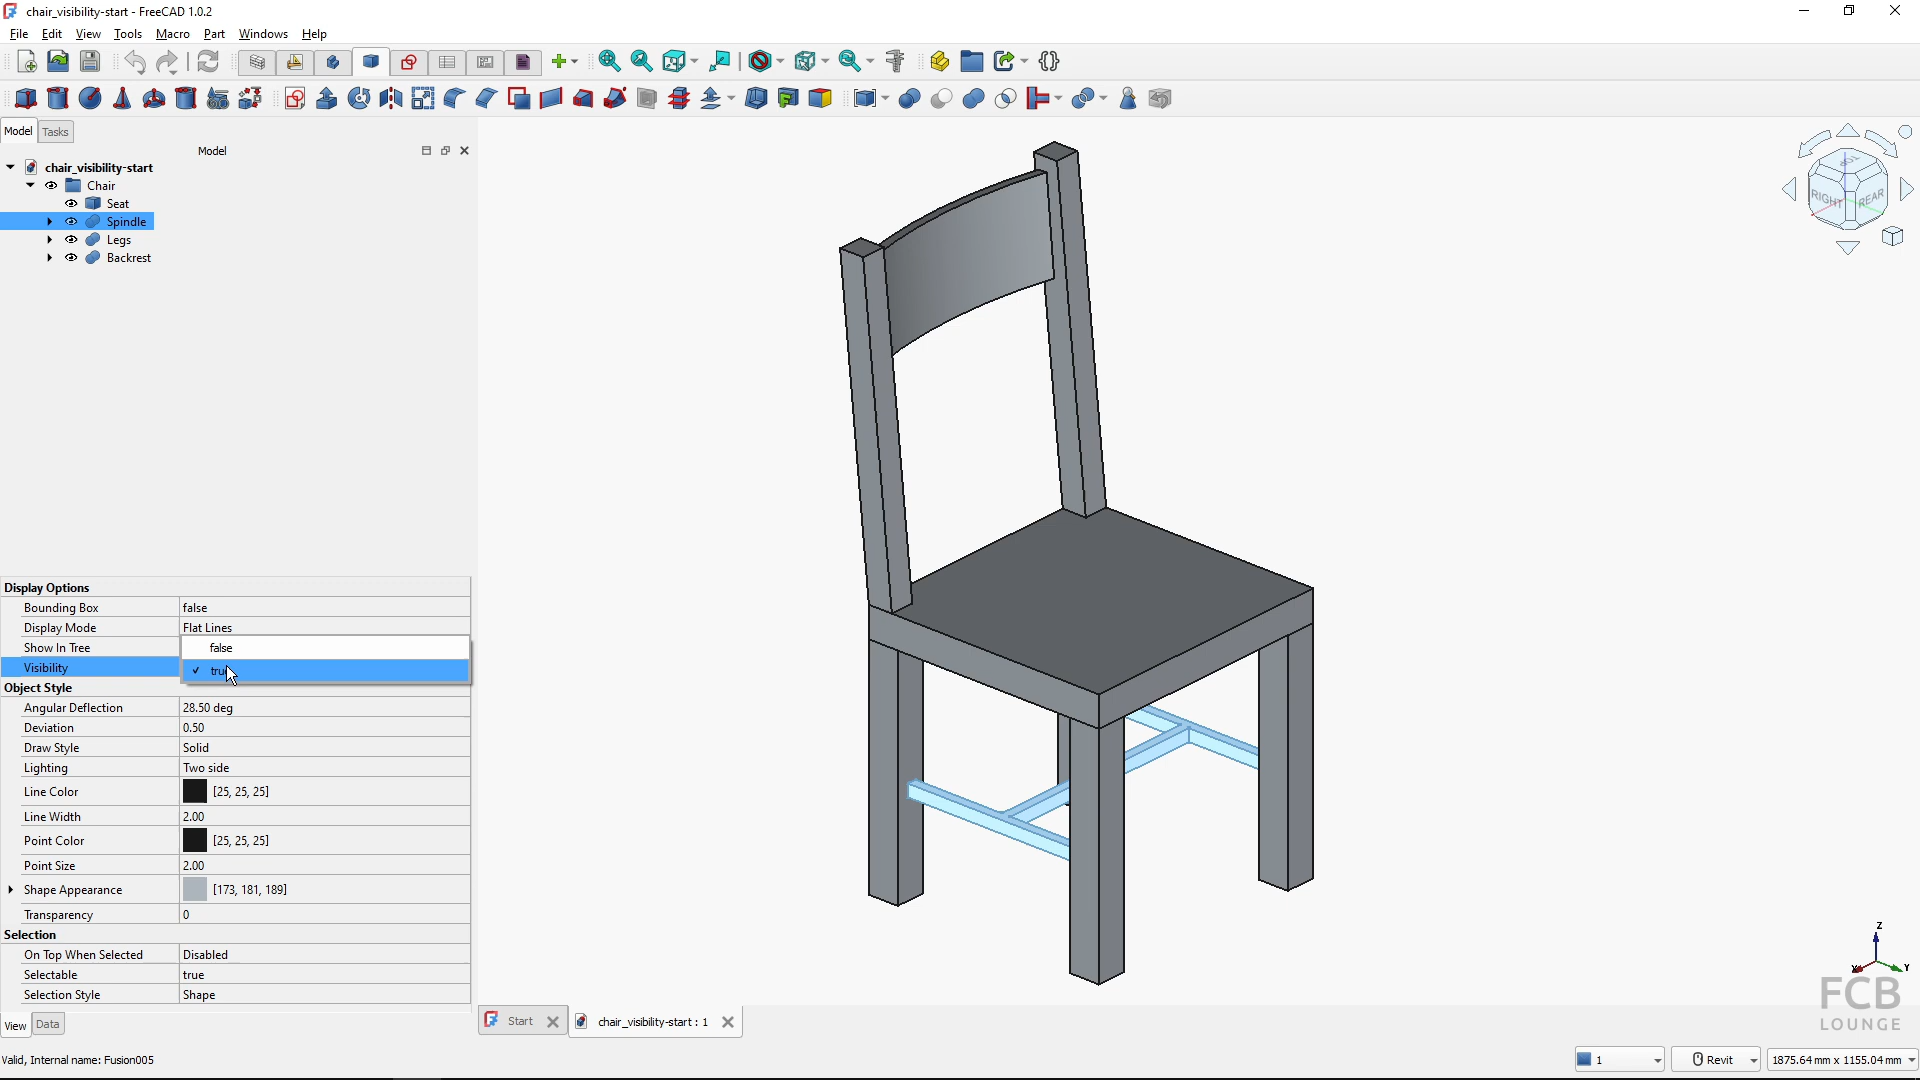 chair_visibility-start - FreeCAD 1.0.2
File Edit View Tools Macro Part Windows Help
Model Tasks
Model
chair_visibility-start
Chair
Seat
Spindle
Legs
Backrest
TOP
RIGHT REAR
Display Options
Bounding Box false
Display Mode Flat Lines
Show In Tree false
Visibility true
Object Style
Angular Deflection 28.50 deg
Deviation 0.50
Draw Style Solid
Lighting Two side
Line Color [25, 25, 25]
Line Width 2.00
Point Color [25, 25, 25]
Point Size 2.00
Shape Appearance [173, 181, 189]
Transparency 0
Selection
On Top When Selected Disabled
Selectable true
Selection Style Shape
View Data
Start chair_visibility-start : 1
Z
X Y
FCB
LOUNGE
Valid, Internal name: Fusion005
1 Revit 1875.64 mm x 1155.04 mm